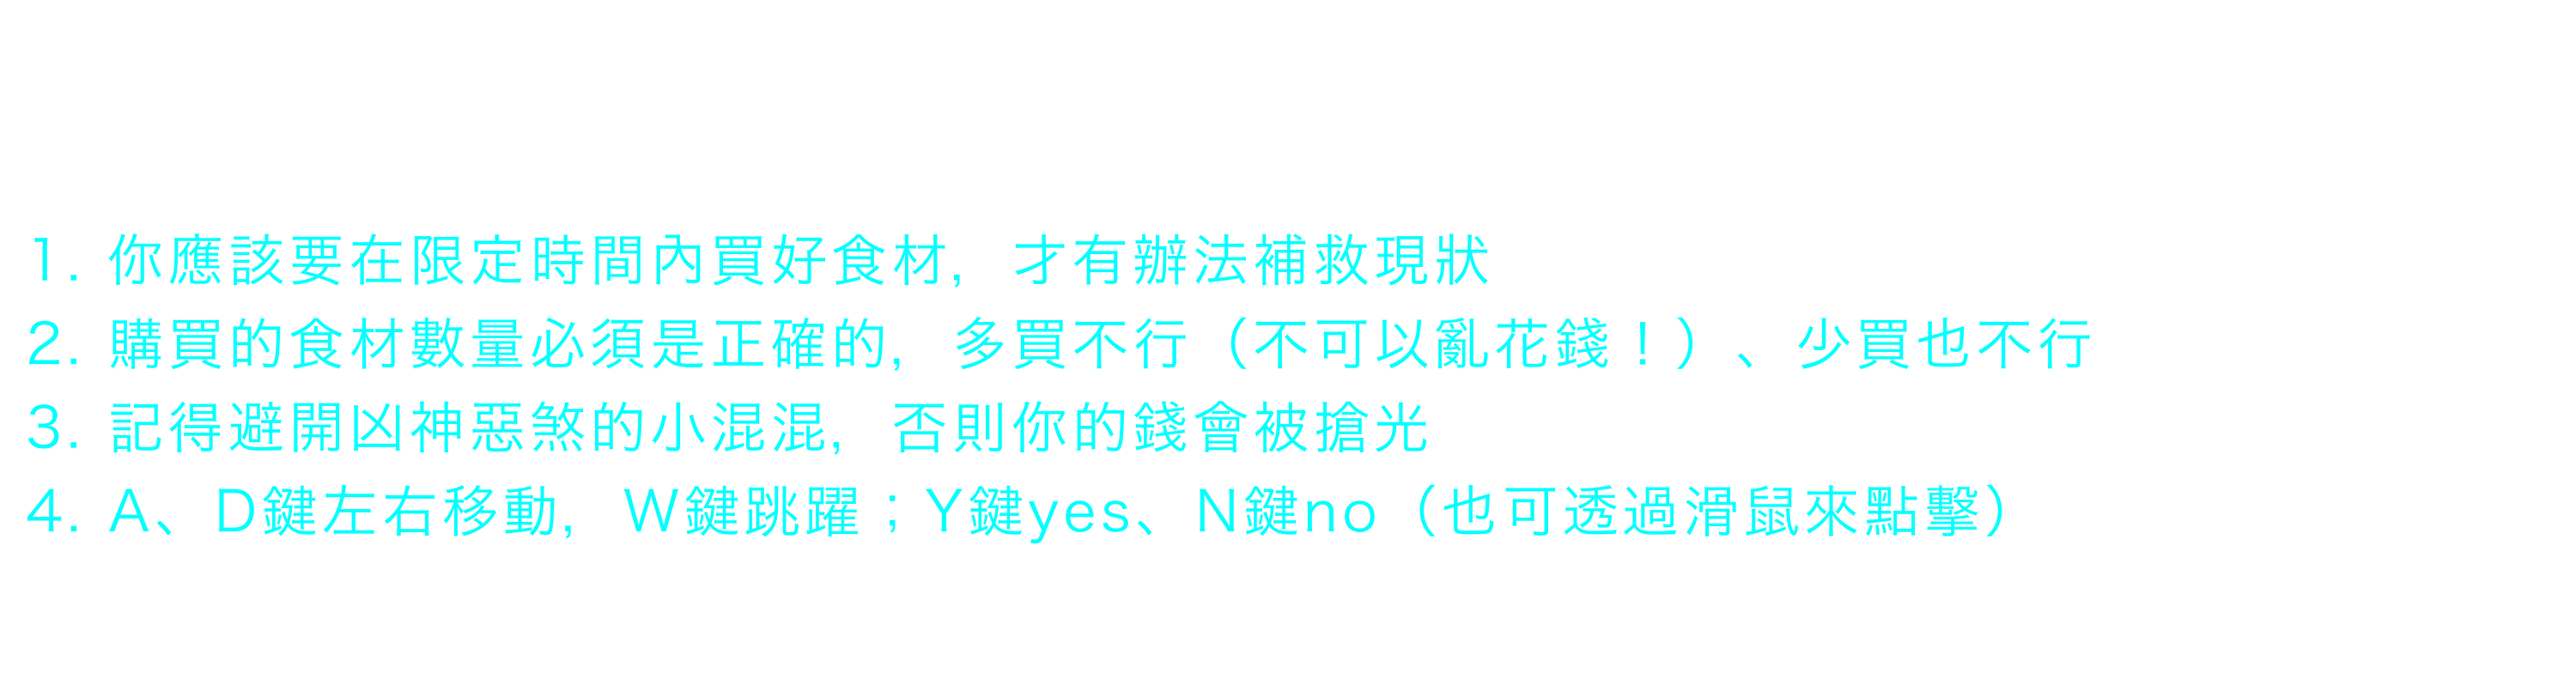 1. 你應該要在限定時間內買好食材，才有辦法補救現狀
2. 購買的食材數量必須是正確的，多買不行（不可以亂花錢！）、少買也不行
3. 記得避開凶神惡煞的小混混，否則你的錢會被搶光
4. A、D鍵左右移動，W鍵跳躍；Y鍵yes、N鍵no（也可透過滑鼠來點擊）